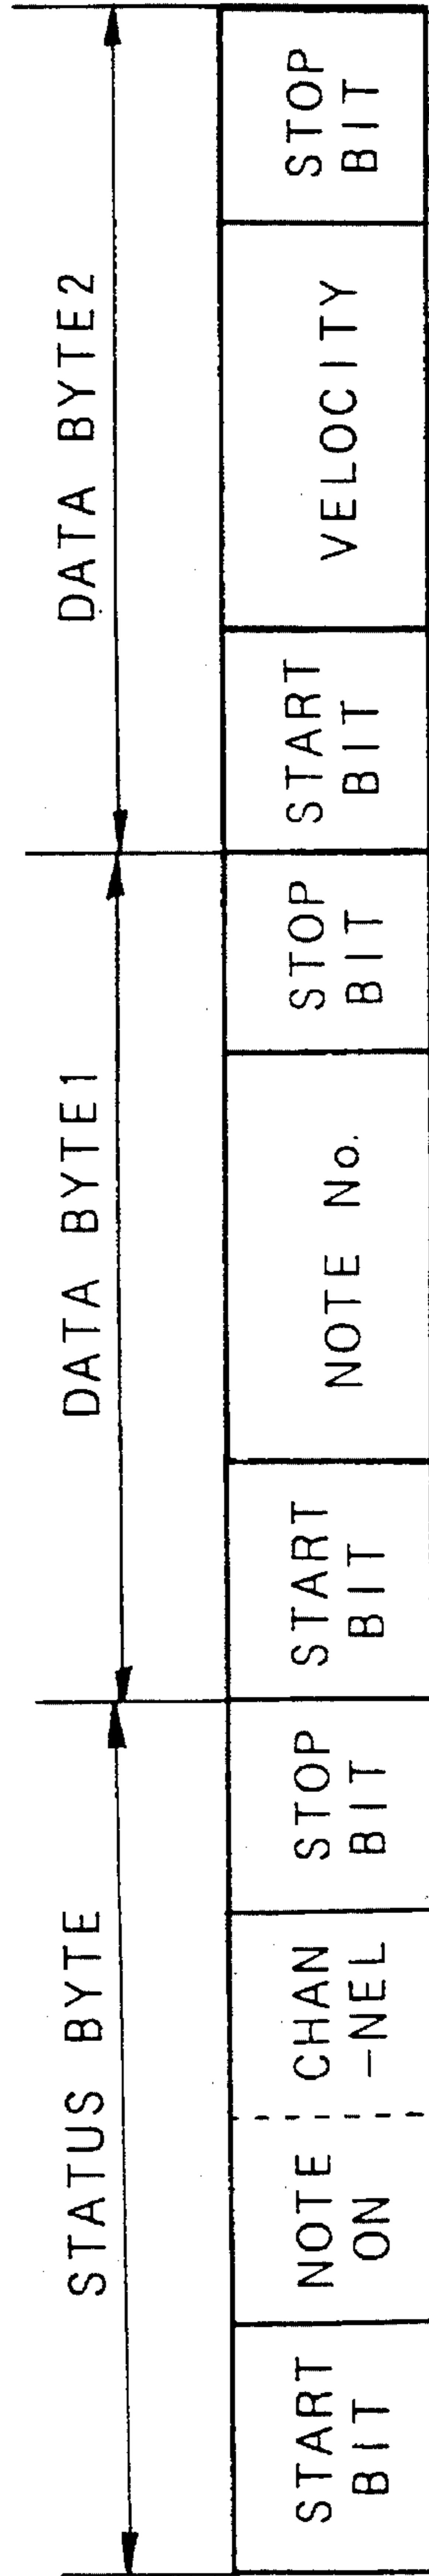 STATUS BYTE
DATA BYTE1
DATA BYTE2
START
BIT
NOTE
ON
CHAN
-NEL
STOP
BIT
START
BIT
NOTE No.
STOP
BIT
START
BIT
VELOCITY
STOP
BIT